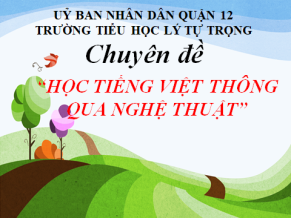 UỶ BAN NHÂN DÂN QUẬN 12
TRƯỜNG TIỂU HỌC LÝ TỰ TRỌNG
Chuyên đề
“HỌC TIẾNG VIỆT THÔNG
QUA NGHỆ THUẬT”